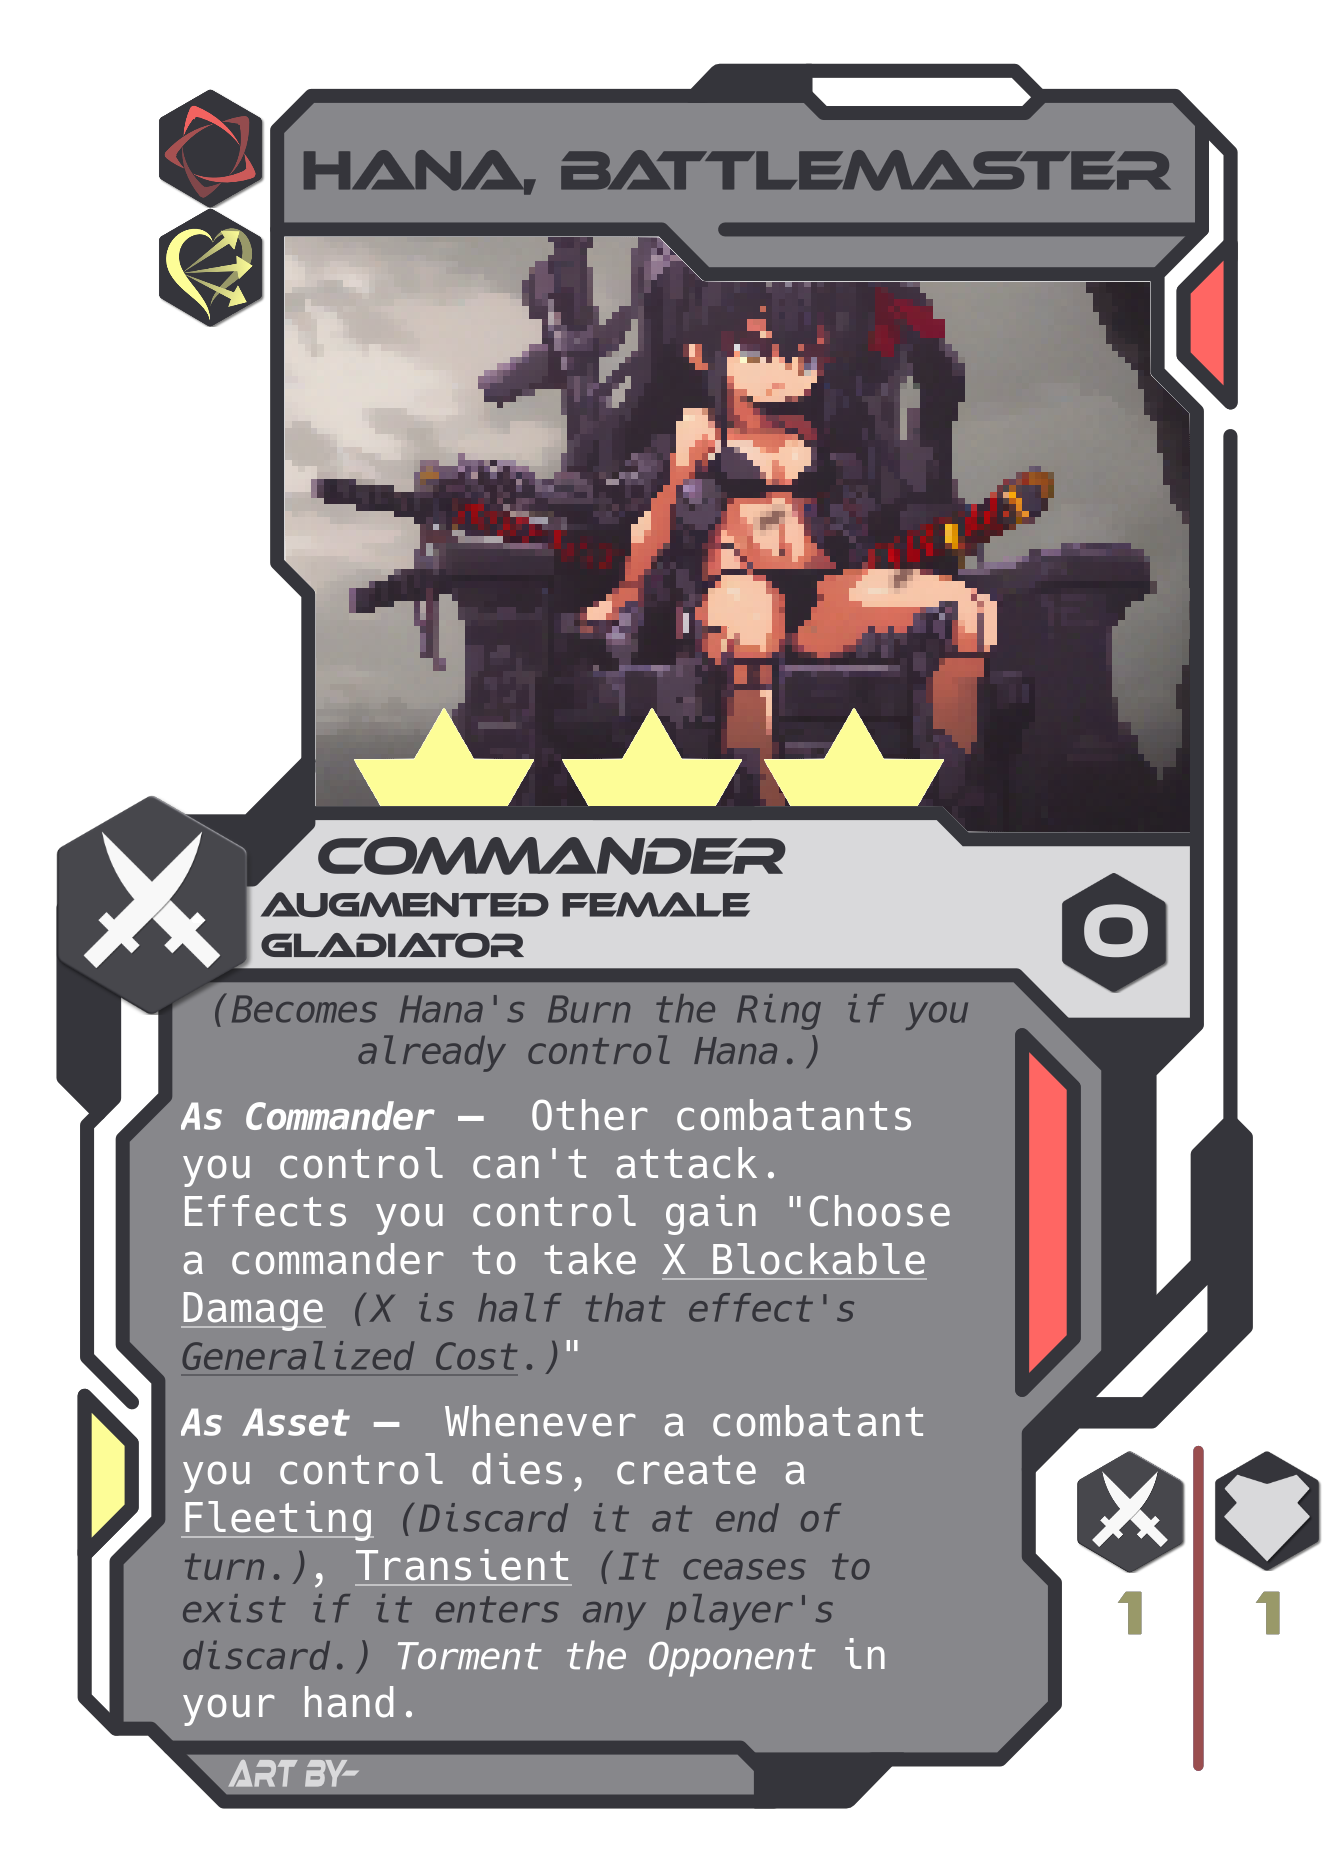 HANA, BATTLEMASTER
COMMANDER
AUGMENTED FEMALE
GLADIATOR
0
(Becomes Hana's Burn the Ring if you
already control Hana.)
As Commander — Other combatants
you control can't attack.
Effects you control gain "Choose
a commander to take X Blockable
Damage (X is half that effect's
Generalized Cost.)"
As Asset — Whenever a combatant
you control dies, create a
Fleeting (Discard it at end of
turn.), Transient (It ceases to
exist if it enters any player's
discard.) Torment the Opponent in
your hand.
1 1
ART BY-